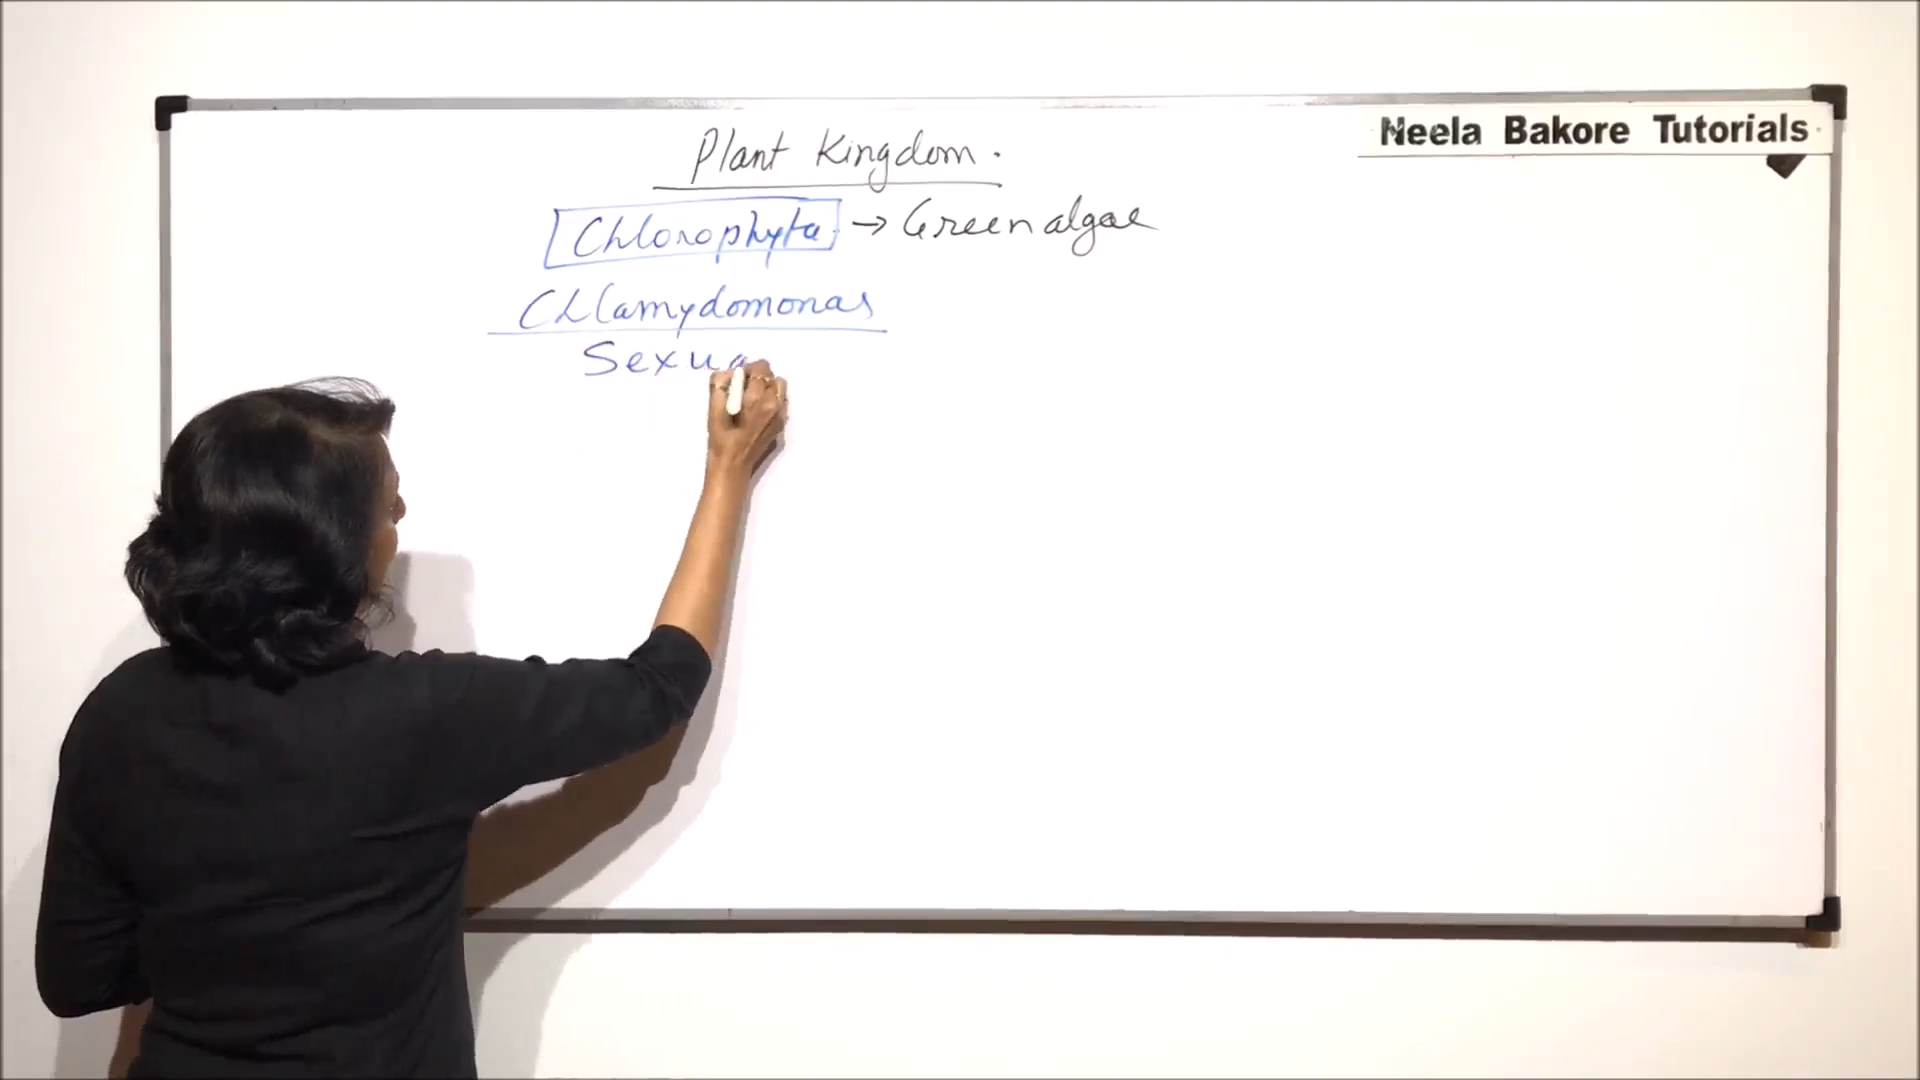 Neela Bakore Tutorials
Plant Kingdom.
Chlorophyta → Green algae
Chlamydomonas
Sexua